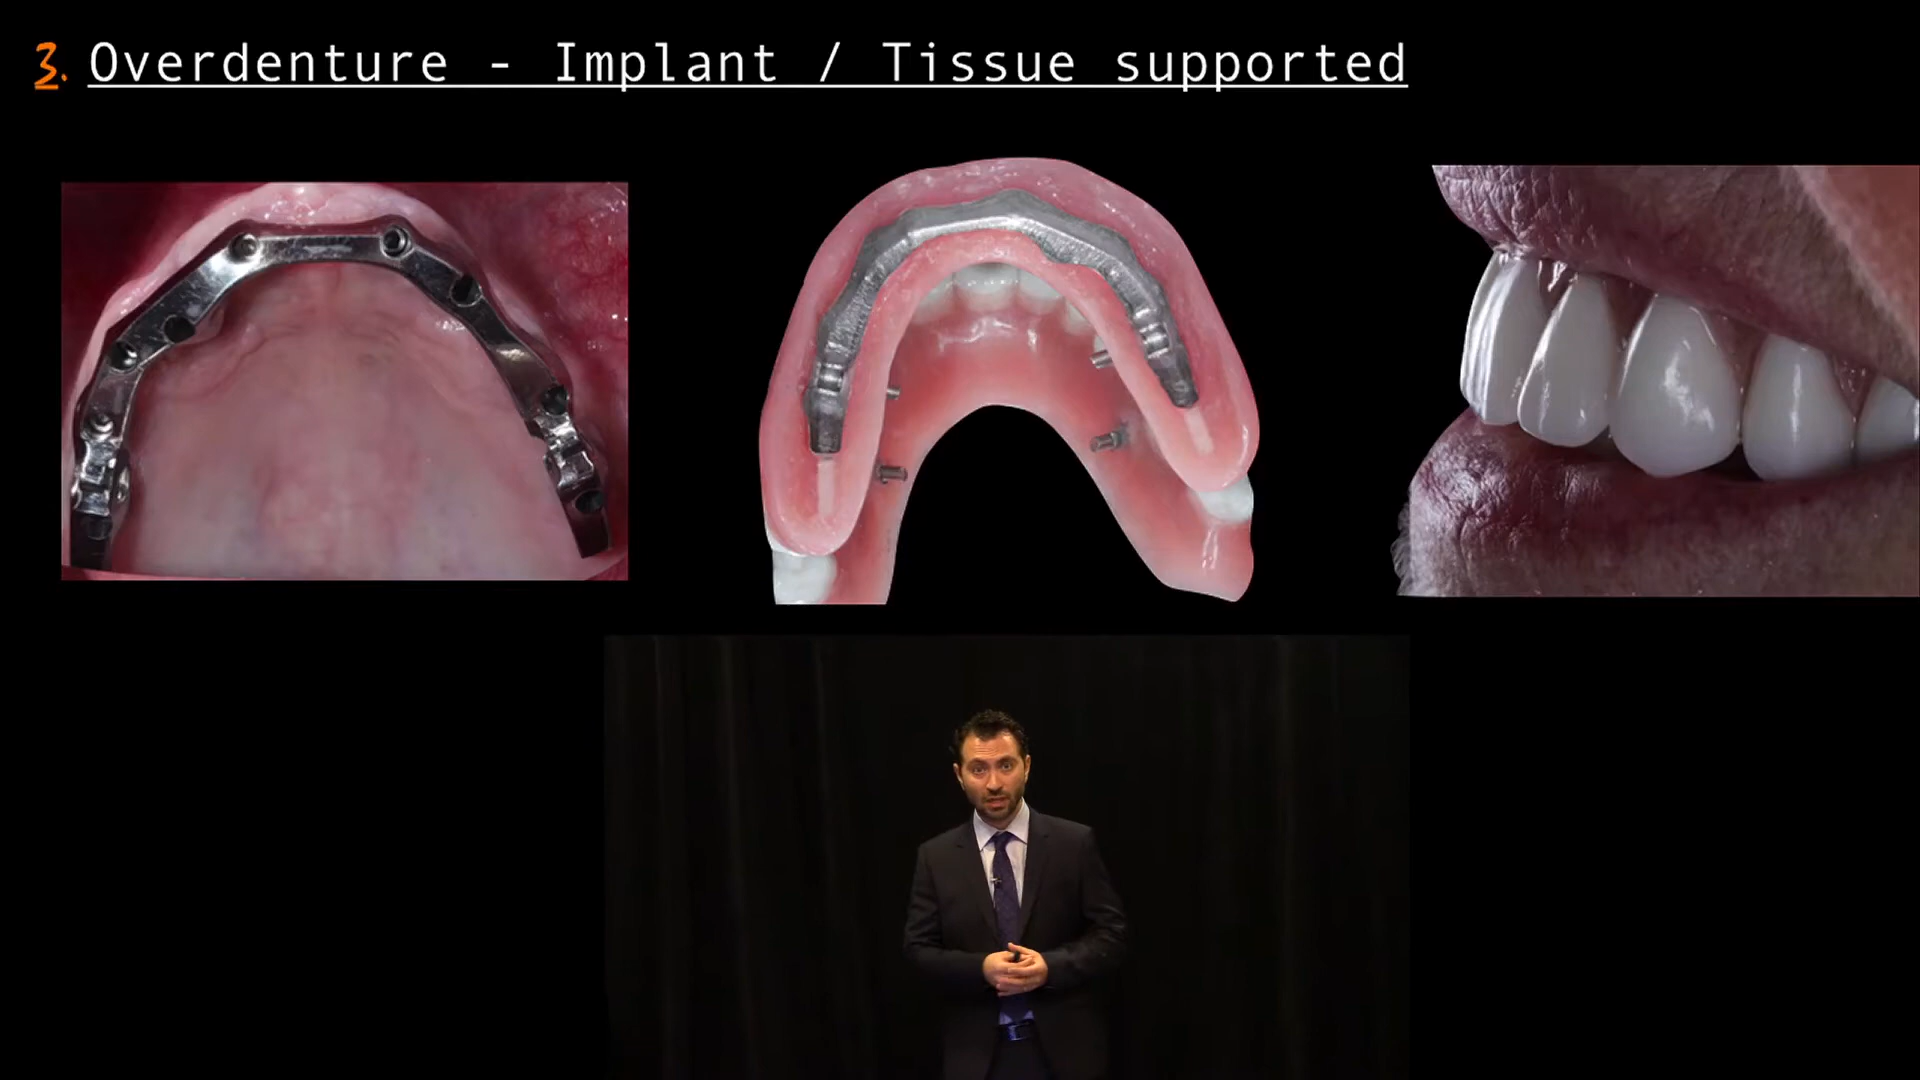 3. Overdenture - Implant / Tissue supported